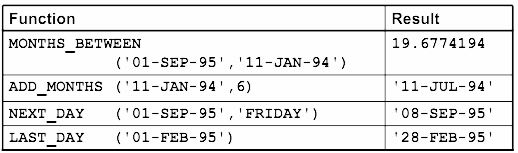 Function Result
MONTHS_BETWEEN 19.6774194
('01-SEP-95','11-JAN-94')
ADD_MONTHS ('11-JAN-94',6) '11-JUL-94'
NEXT_DAY ('01-SEP-95','FRIDAY') '08-SEP-95'
LAST_DAY ('01-FEB-95') '28-FEB-95'